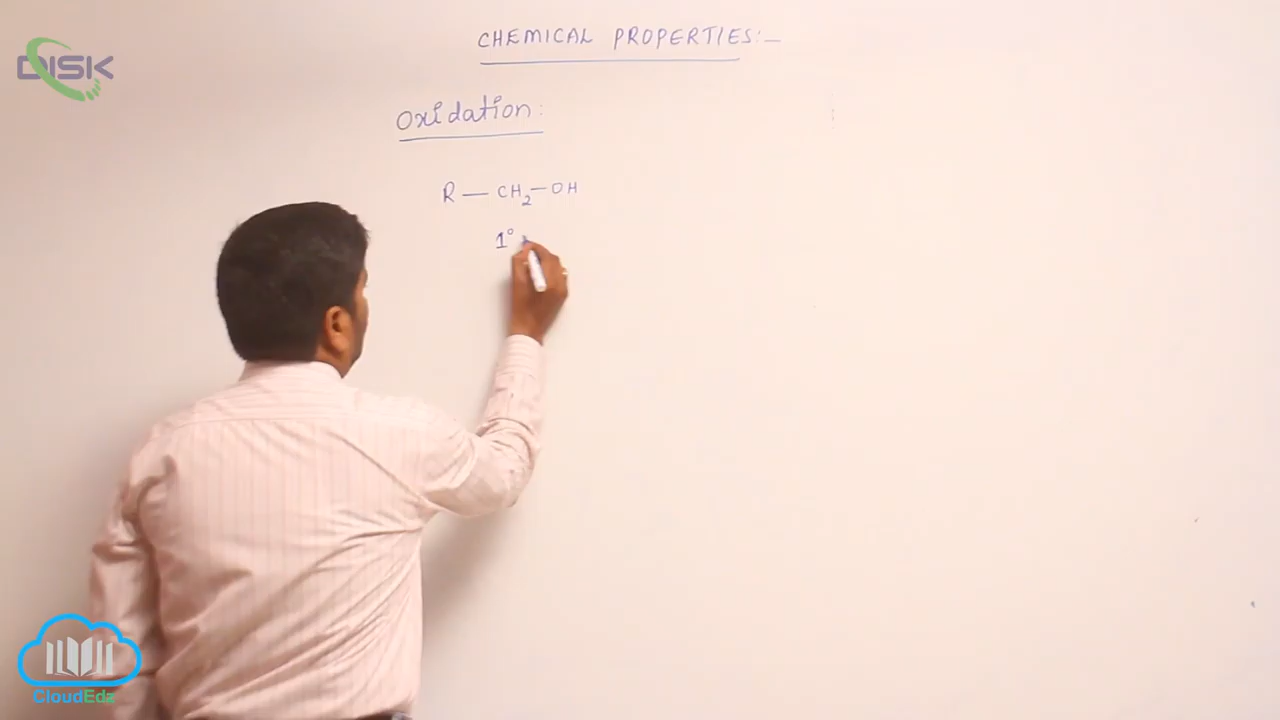 CHEMICAL PROPERTIES:-
DISK
Oxidation:
R — CH₂ — OH
1°
CloudEdz